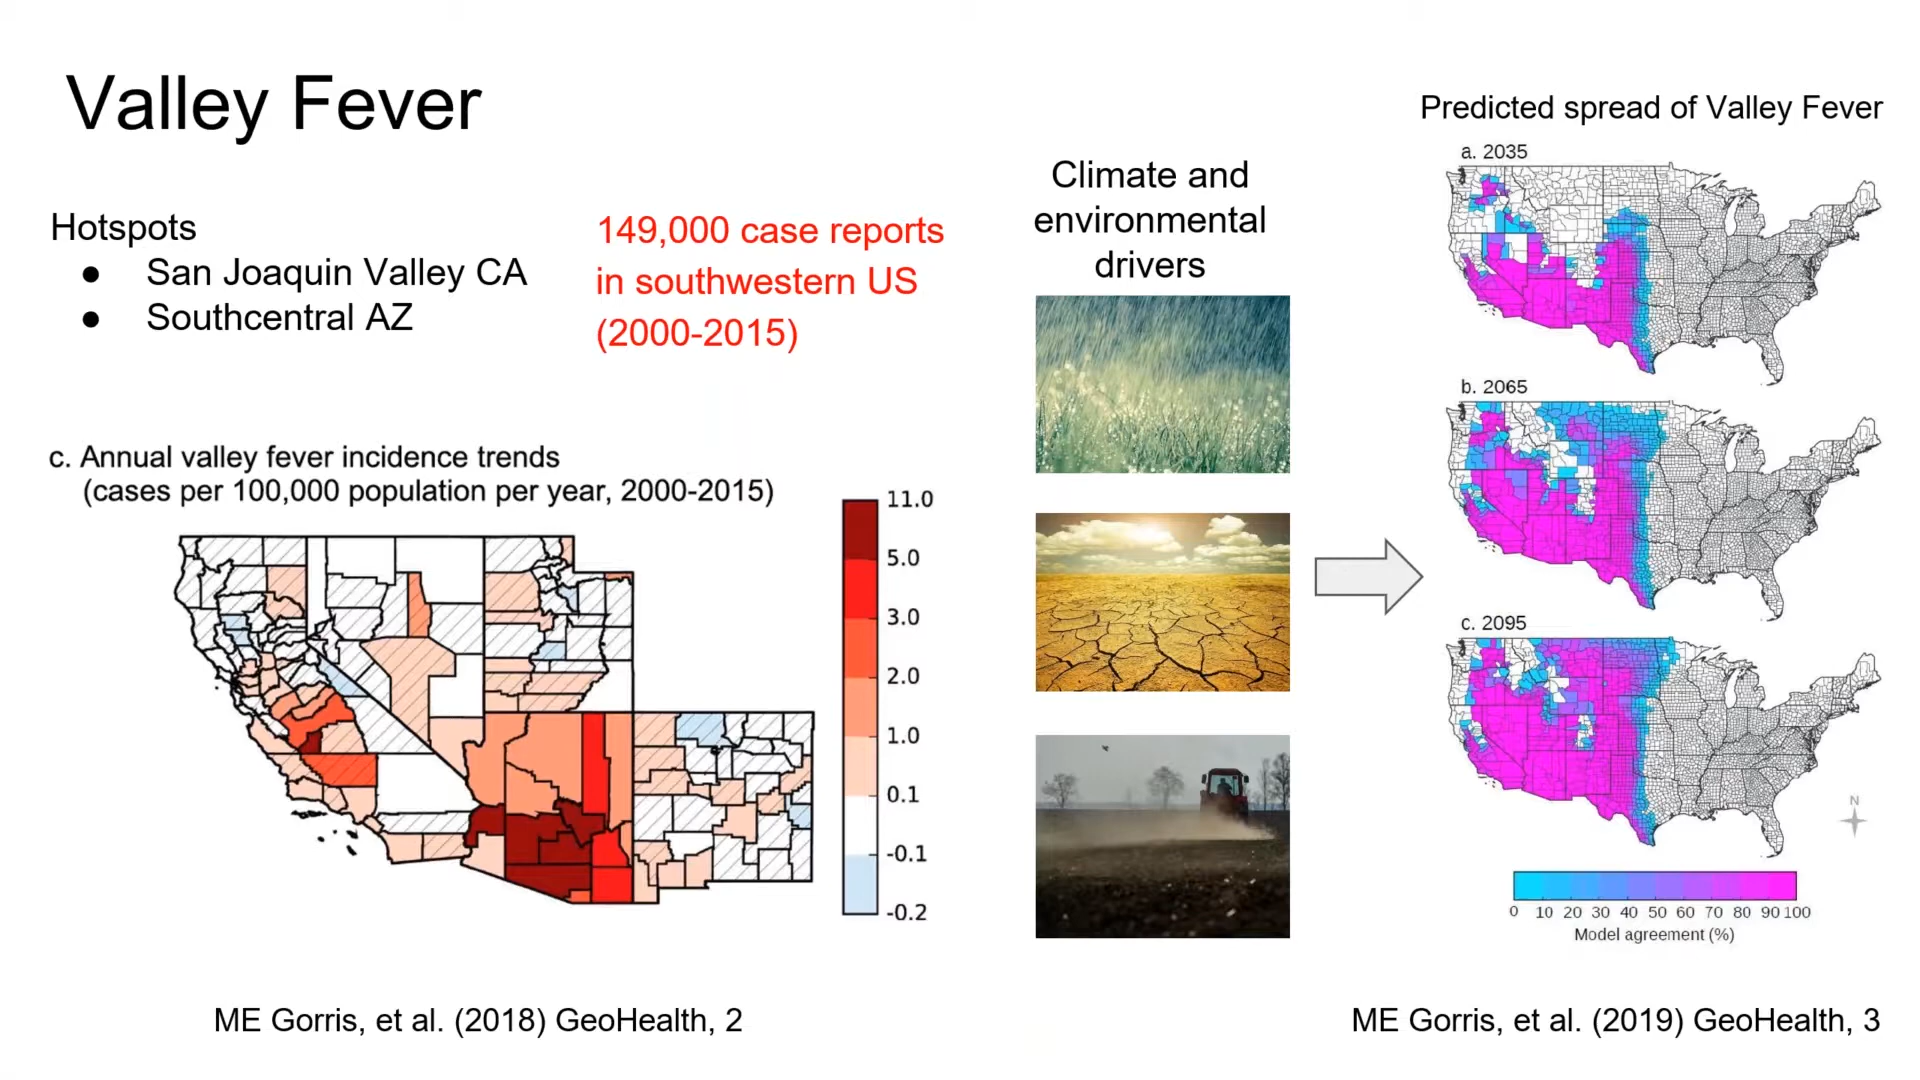 Valley Fever
Hotspots
● San Joaquin Valley CA
● Southcentral AZ
149,000 case reports
in southwestern US
(2000-2015)
c. Annual valley fever incidence trends
(cases per 100,000 population per year, 2000-2015)
11.0
5.0
3.0
2.0
1.0
0.1
-0.1
-0.2
ME Gorris, et al. (2018) GeoHealth, 2
Climate and
environmental
drivers
Predicted spread of Valley Fever
a. 2035
b. 2065
c. 2095
N
0 10 20 30 40 50 60 70 80 90 100
Model agreement (%)
ME Gorris, et al. (2019) GeoHealth, 3